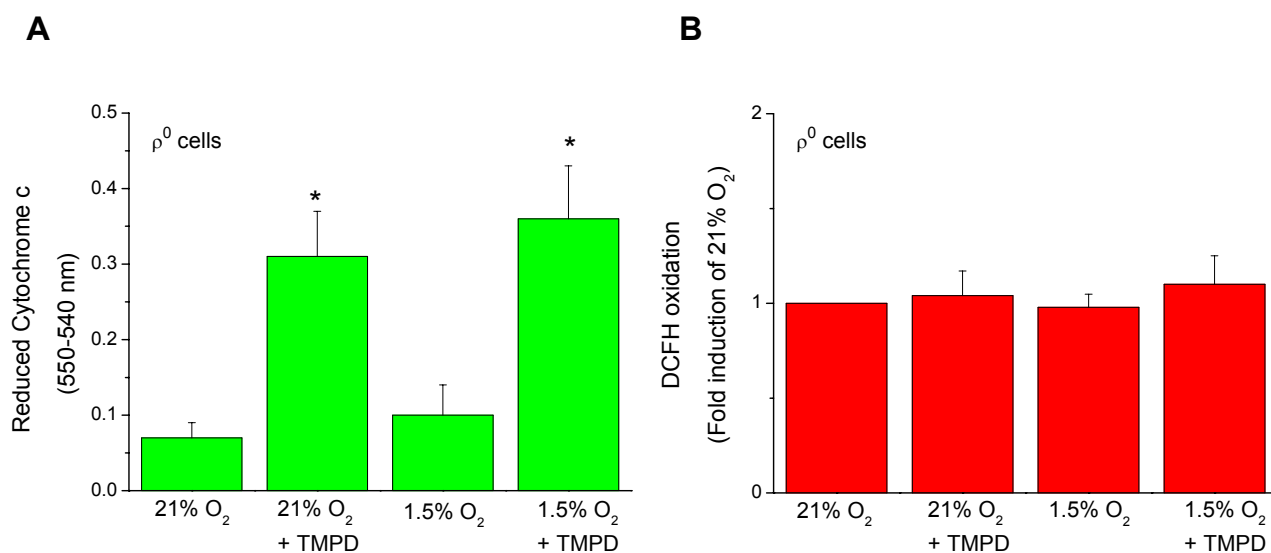 A
Reduced Cytochrome c
(550-540 nm)
0.5
0.4
0.3
0.2
0.1
0.0
ρ⁰ cells
*
*
21% O₂
21% O₂
+ TMPD
1.5% O₂
1.5% O₂
+ TMPD
B
DCFH oxidation
(Fold induction of 21% O₂)
2
1
0
ρ⁰ cells
21% O₂
21% O₂
+ TMPD
1.5% O₂
1.5% O₂
+ TMPD